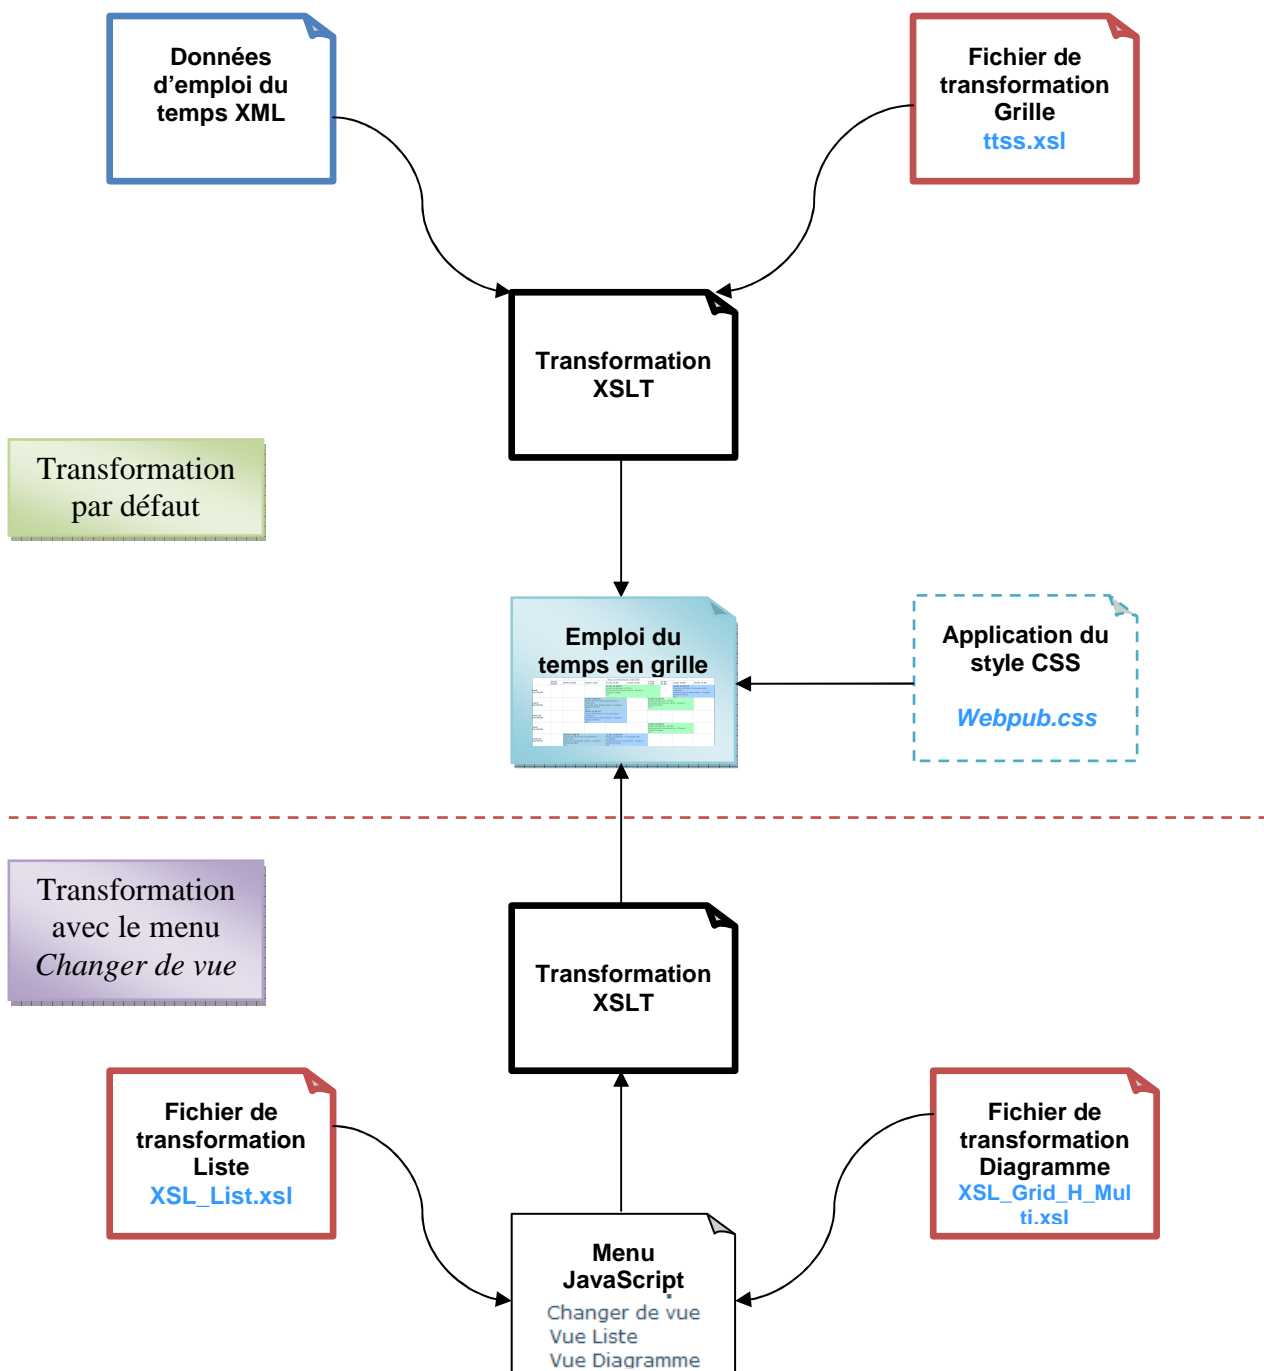 Données
d'emploi du
temps XML
Fichier de
transformation
Grille
ttss.xsl
Transformation
XSLT
Transformation
par défaut
Emploi du
temps en grille
Application du
style CSS
Webpub.css
Transformation
avec le menu
Changer de vue
Transformation
XSLT
Fichier de
transformation
Liste
XSL_List.xsl
Fichier de
transformation
Diagramme
XSL_Grid_H_Mul
ti.xsl
Menu
JavaScript
Changer de vue
Vue Liste
Vue Diagramme